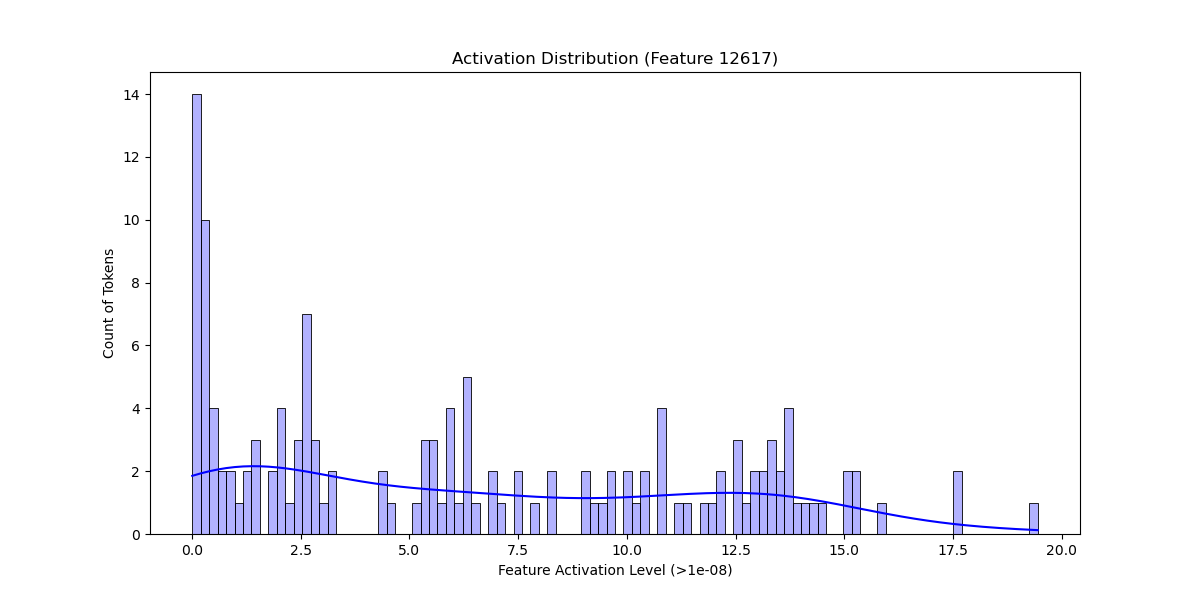 Activation Distribution (Feature 12617)
14
12
10
8
6
4
2
0
Count of Tokens
0.0 2.5 5.0 7.5 10.0 12.5 15.0 17.5 20.0
Feature Activation Level (>1e-08)